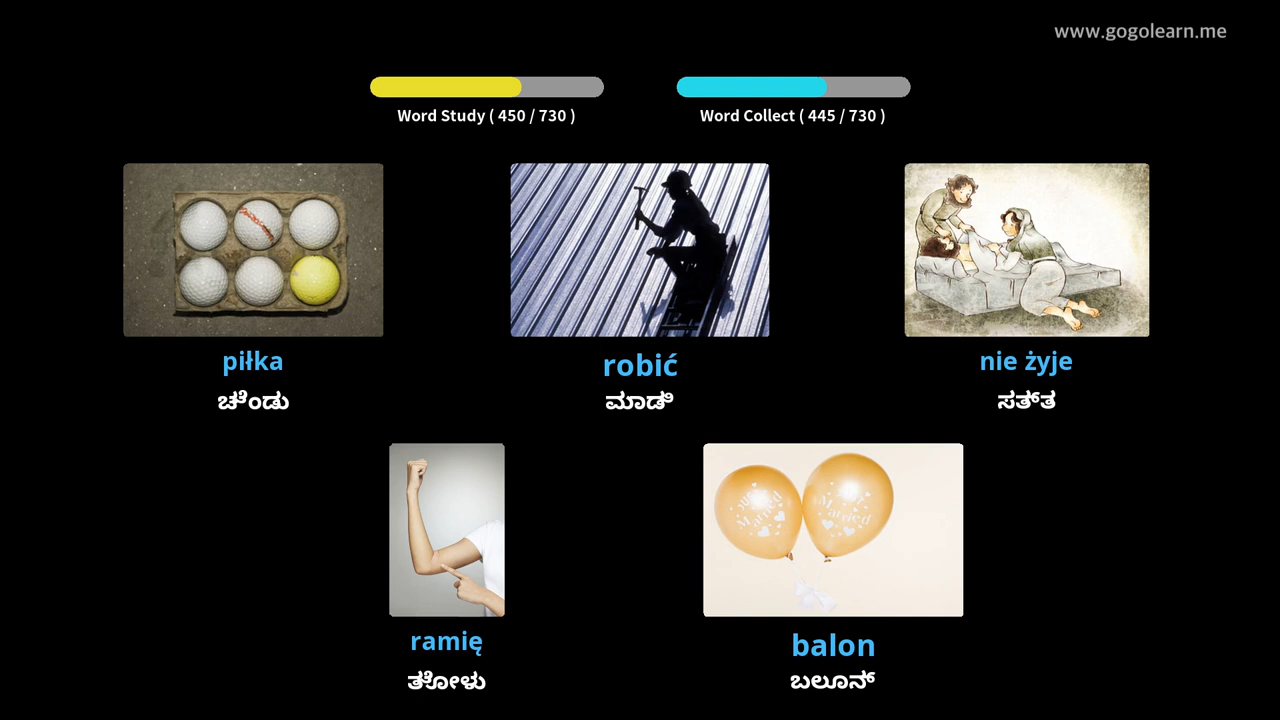 www.gogolearn.me
Word Study ( 450 / 730 )
Word Collect ( 445 / 730 )
piłka
ಚೆಂಡು
robić
ಮಾಡಿ
nie żyje
ಸತ್ತ
ramię
ತೋಳು
balon
ಬಲೂನ್